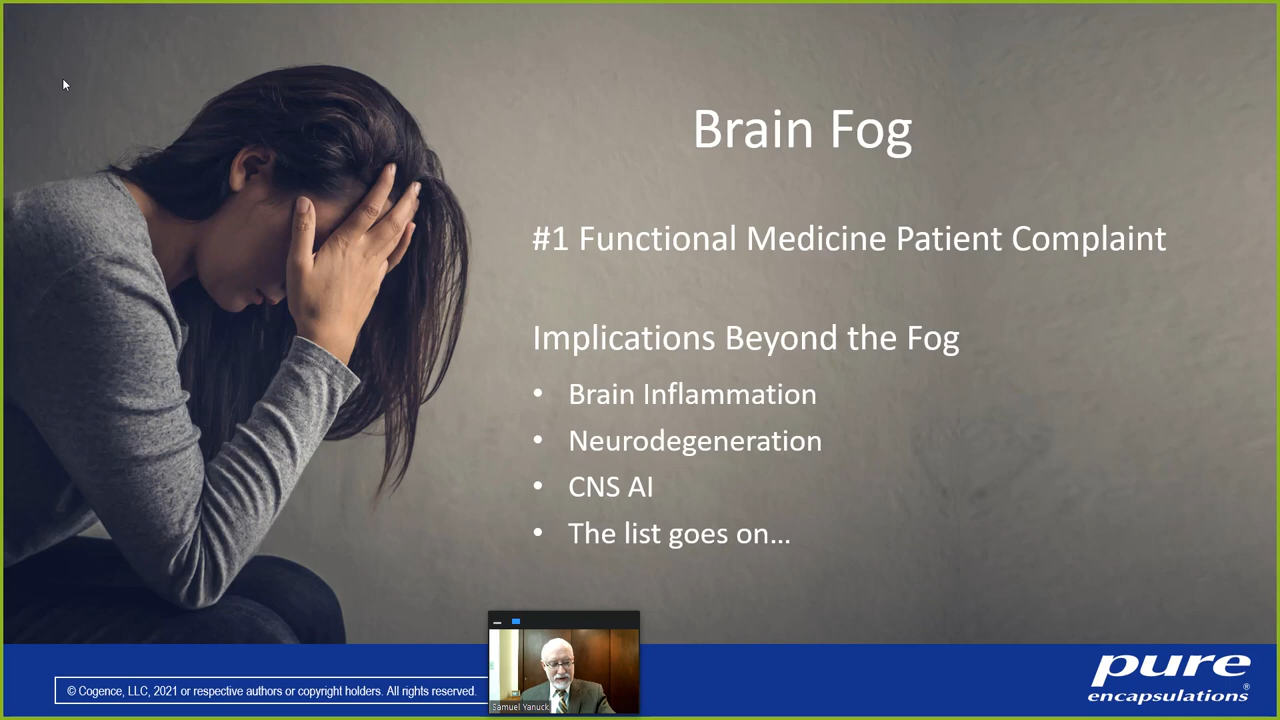 Brain Fog
#1 Functional Medicine Patient Complaint
Implications Beyond the Fog
• Brain Inflammation
• Neurodegeneration
• CNS AI
• The list goes on...
© Cogence, LLC, 2021 or respective authors or copyright holders. All rights reserved.
Samuel Yanuck
pure
encapsulations®